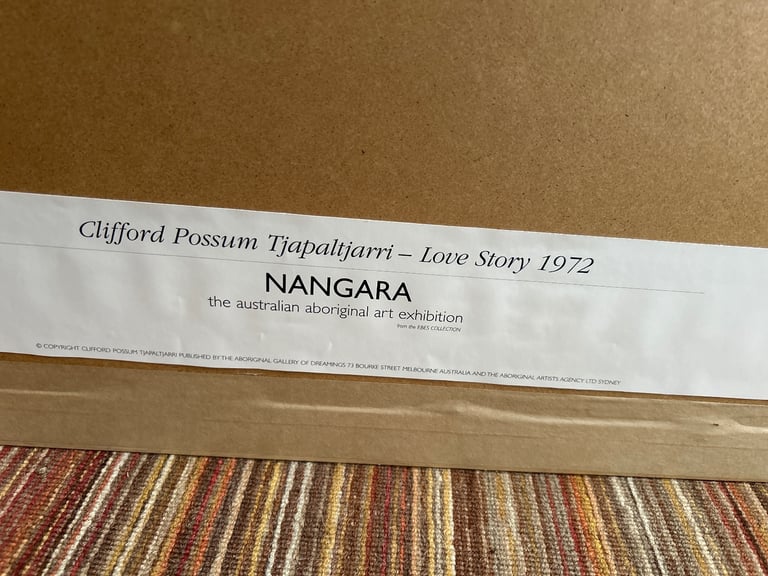 Clifford Possum Tjapaltjarri – Love Story 1972
NANGARA
the australian aboriginal art exhibition
from the EBES COLLECTION
© COPYRIGHT CLIFFORD POSSUM TJAPALTJARRI PUBLISHED BY THE ABORIGINAL GALLERY OF DREAMINGS 73 BOURKE STREET MELBOURNE AUSTRALIA AND THE ABORIGINAL ARTISTS AGENCY LTD SYDNEY